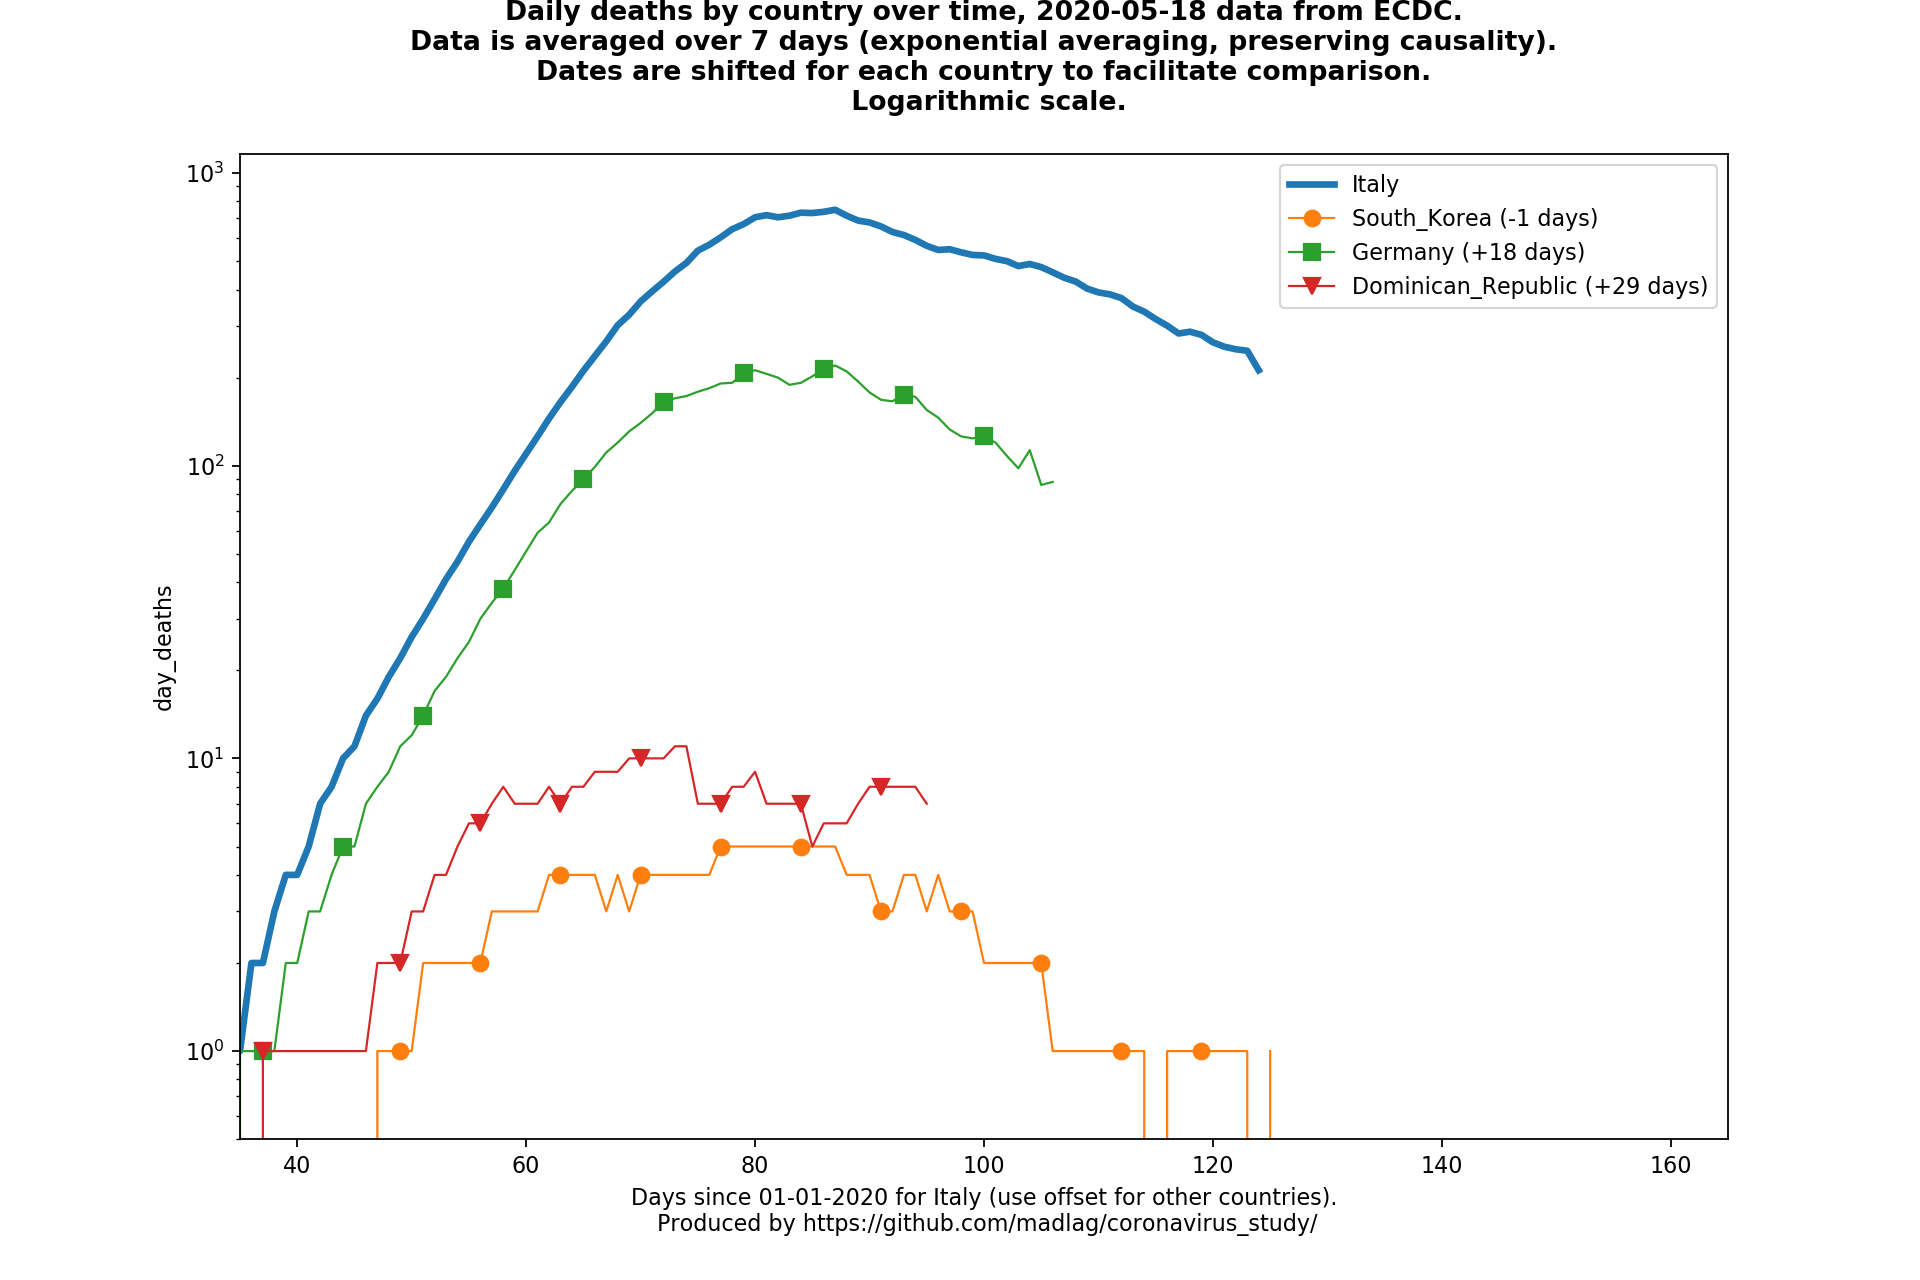 Daily deaths by country over time, 2020-05-18 data from ECDC.
Data is averaged over 7 days (exponential averaging, preserving causality).
Dates are shifted for each country to facilitate comparison.
Logarithmic scale.
10³
10²
10¹
10⁰
day_deaths
Italy
South_Korea (-1 days)
Germany (+18 days)
Dominican_Republic (+29 days)
40 60 80 100 120 140 160
Days since 01-01-2020 for Italy (use offset for other countries).
Produced by https://github.com/madlag/coronavirus_study/